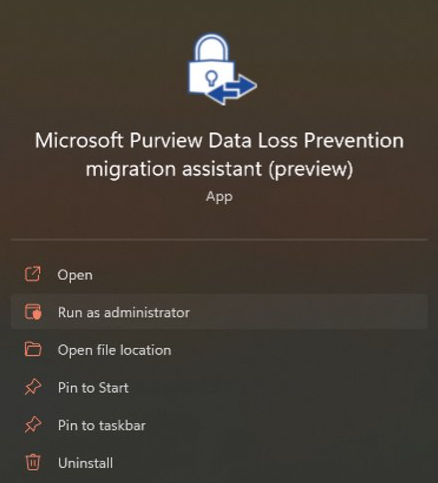 Microsoft Purview Data Loss Prevention
migration assistant (preview)
App
Open
Run as administrator
Open file location
Pin to Start
Pin to taskbar
Uninstall